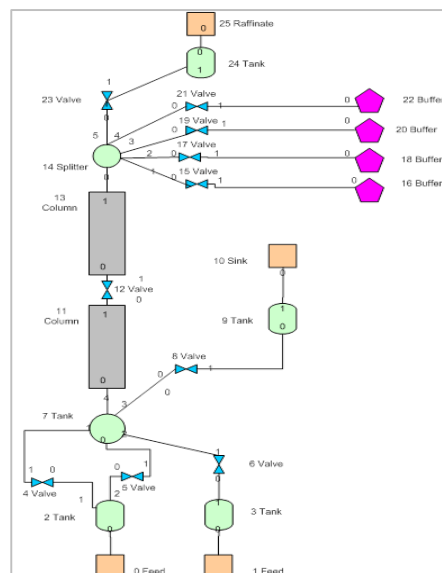 25 Raffinate
0
0
1
24 Tank
1
23 Valve
0
21 Valve
0
1
0
22 Buffer
19 Valve
0
1
0
20 Buffer
17 Valve
0
1
0
18 Buffer
15 Valve
0
1
0
16 Buffer
5
4
3
2
1
14 Splitter
0
13
Column
1
0
1
12 Valve
0
11
Column
1
0
10 Sink
0
1
9 Tank
0
8 Valve
0
1
0
4
3
7 Tank
1
0
6 Valve
0
1
1
0
4 Valve
1
0
1
5 Valve
2
2 Tank
0
1
3 Tank
0
0 Feed
1 Feed